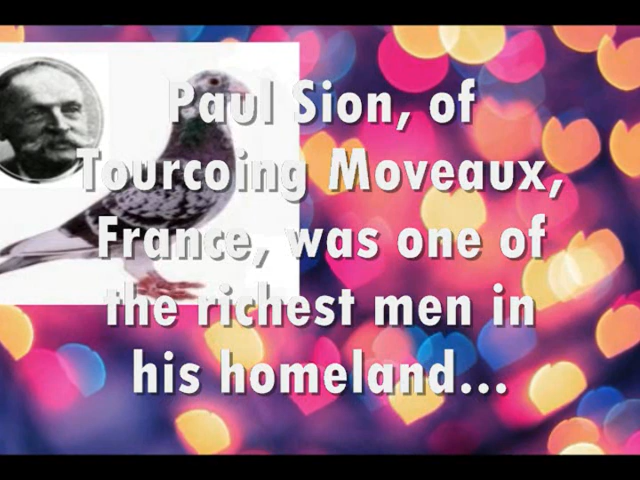 Paul Sion, of
Tourcoing Moveaux,
France, was one of
the richest men in
his homeland...